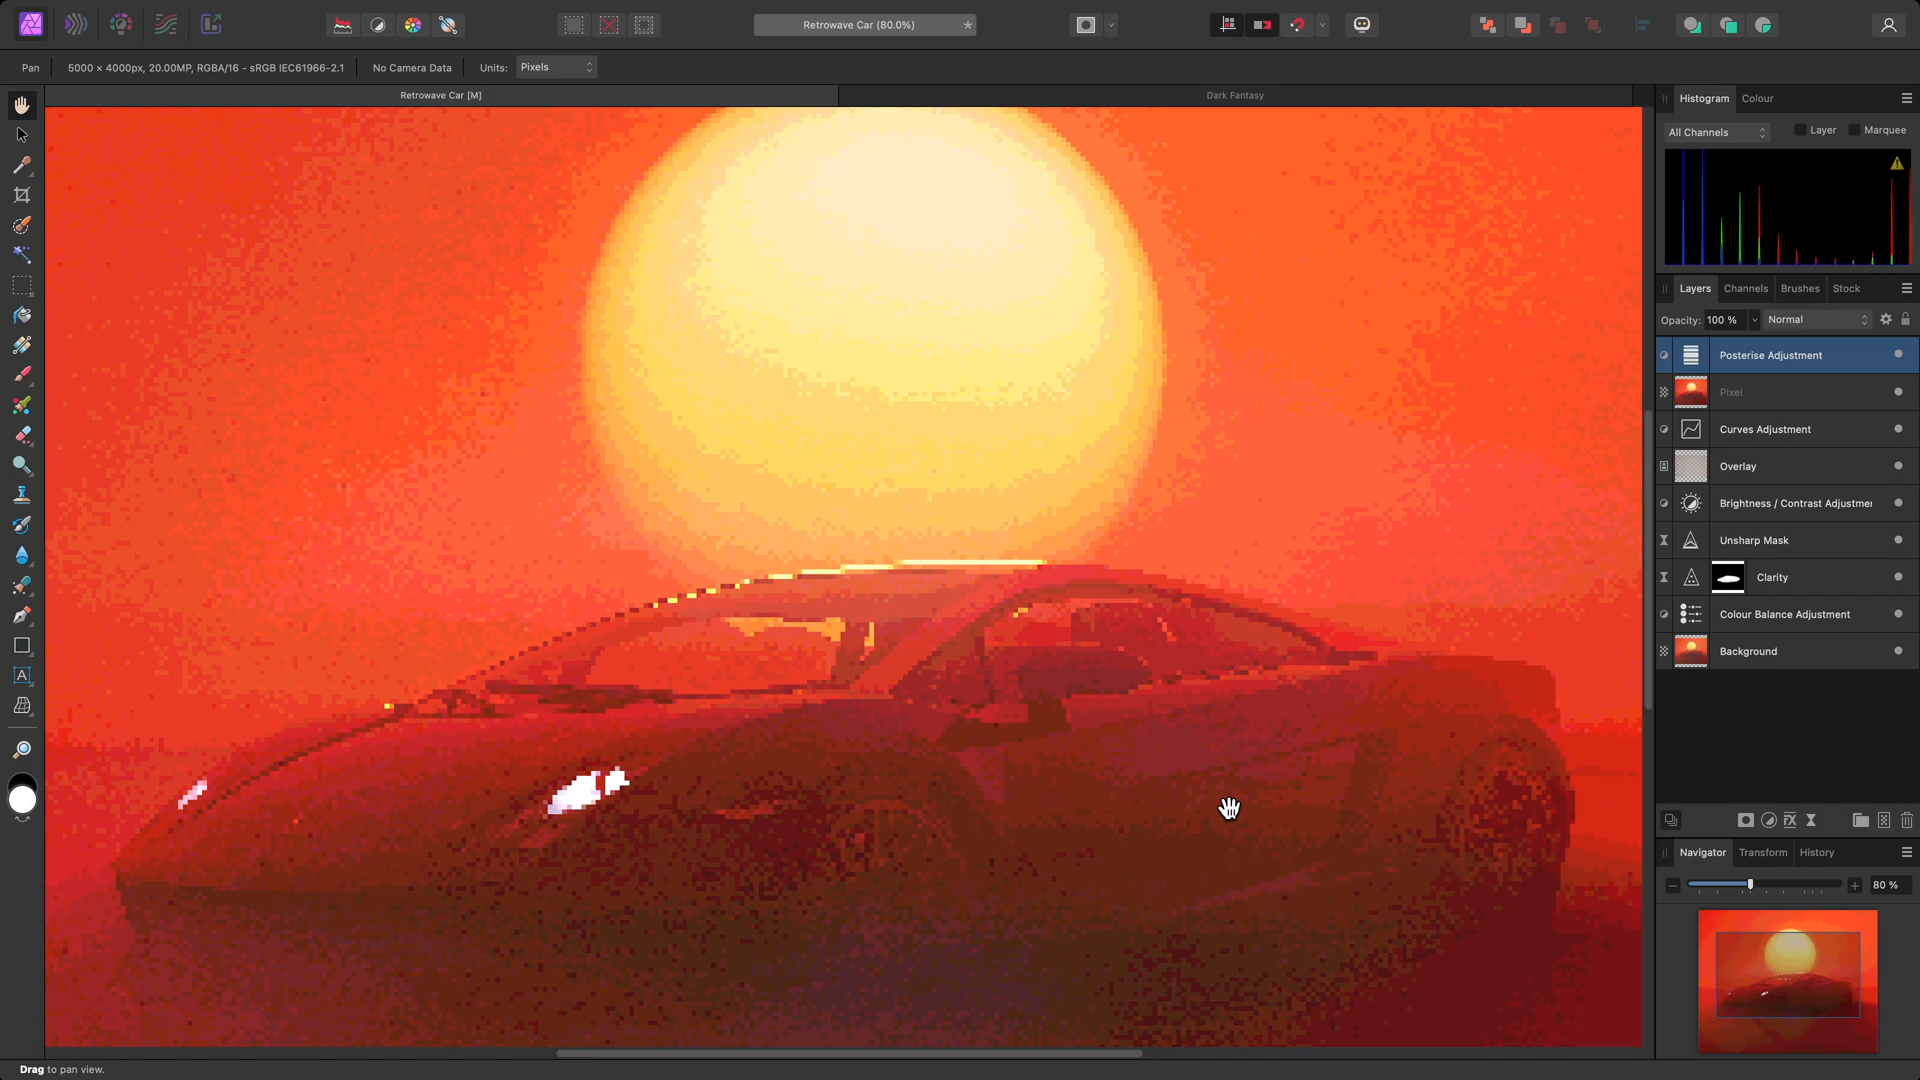 Retrowave Car (80.0%)
*
Pan
5000 × 4000px, 20.00MP, RGBA/16 - sRGB IEC61966-2.1
No Camera Data
Units:
Pixels
Retrowave Car [M]
Dark Fantasy
Histogram
Colour
All Channels
Layer
Marquee
Layers
Channels
Brushes
Stock
Opacity:
100 %
Normal
Posterise Adjustment
Pixel
Curves Adjustment
Overlay
Brightness / Contrast Adjustmer
Unsharp Mask
Clarity
Colour Balance Adjustment
Background
FX
Navigator
Transform
History
80 %
A
Drag to pan view.